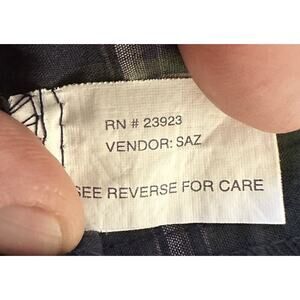 RN # 23923
VENDOR: SAZ
SEE REVERSE FOR CARE